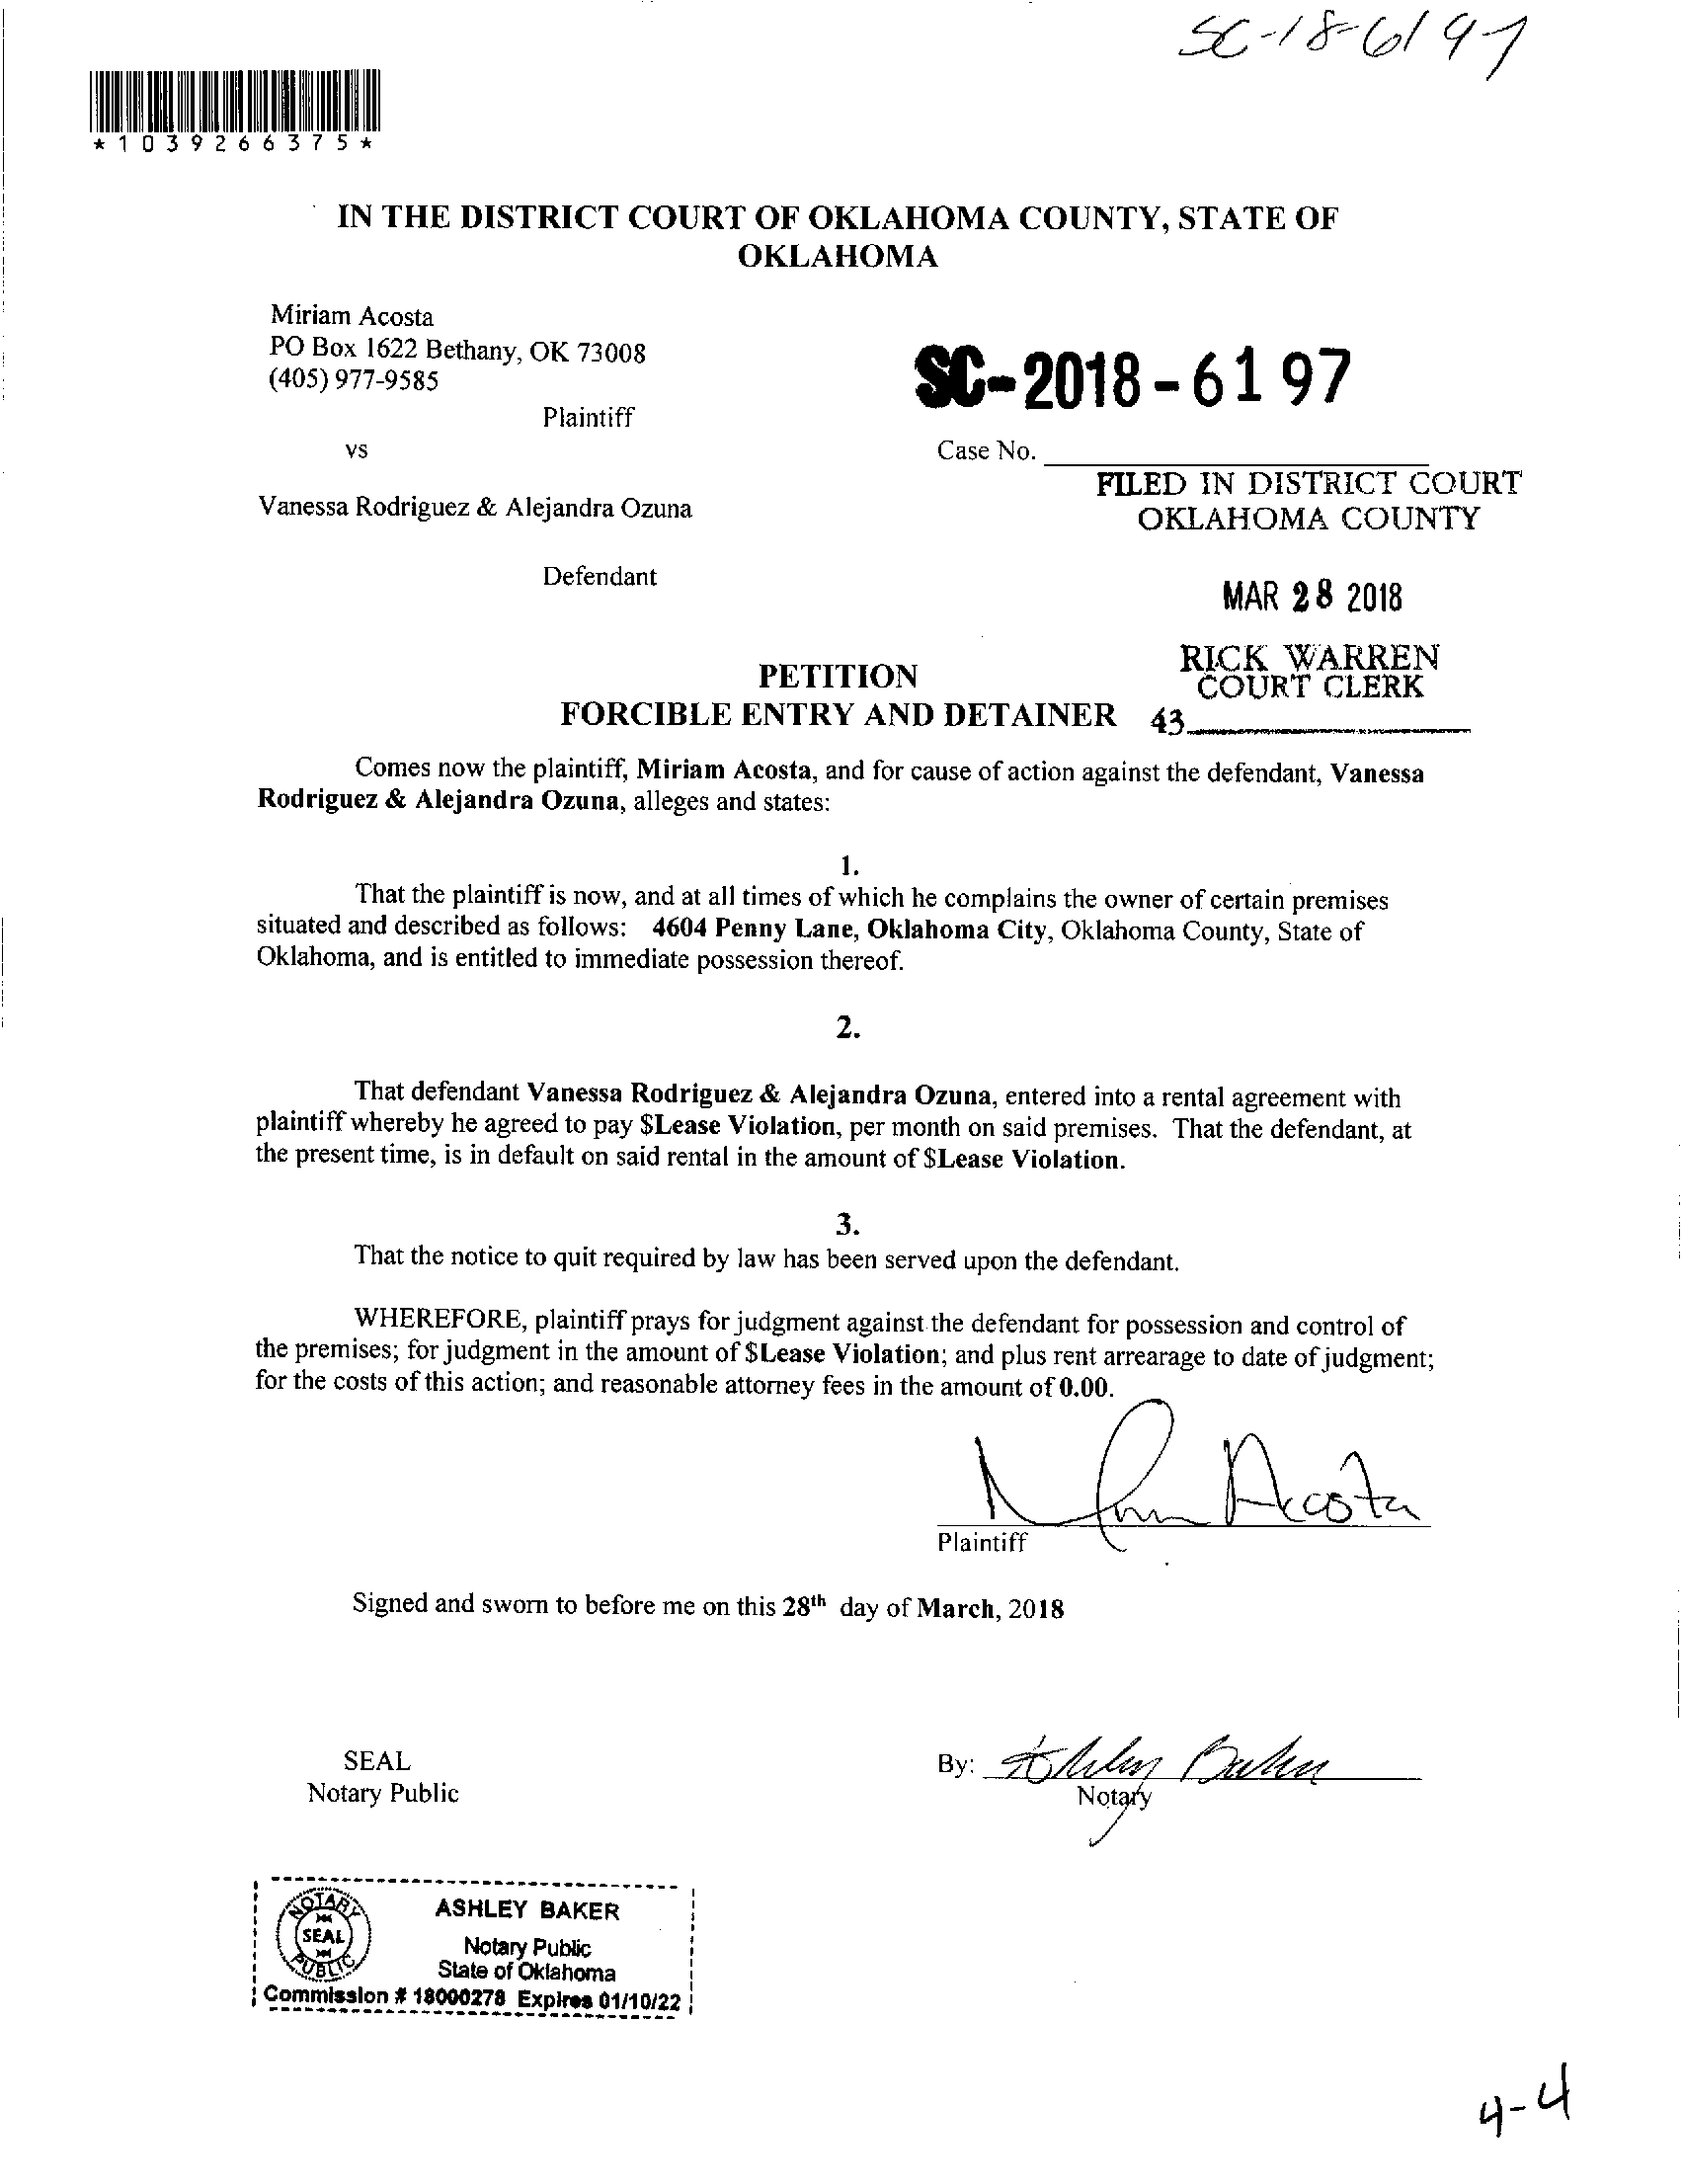 SC-18-6197
*1039266375*
IN THE DISTRICT COURT OF OKLAHOMA COUNTY, STATE OF
OKLAHOMA
Miriam Acosta
PO Box 1622 Bethany, OK 73008
(405) 977-9585
Plaintiff
vs
Vanessa Rodriguez & Alejandra Ozuna
Defendant
SC-2018-6197
Case No.
FILED IN DISTRICT COURT
OKLAHOMA COUNTY
MAR 28 2018
RICK WARREN
COURT CLERK
43
PETITION
FORCIBLE ENTRY AND DETAINER
Comes now the plaintiff, Miriam Acosta, and for cause of action against the defendant, Vanessa
Rodriguez & Alejandra Ozuna, alleges and states:
1.
That the plaintiff is now, and at all times of which he complains the owner of certain premises
situated and described as follows: 4604 Penny Lane, Oklahoma City, Oklahoma County, State of
Oklahoma, and is entitled to immediate possession thereof.
2.
That defendant Vanessa Rodriguez & Alejandra Ozuna, entered into a rental agreement with
plaintiff whereby he agreed to pay $Lease Violation, per month on said premises. That the defendant, at
the present time, is in default on said rental in the amount of $Lease Violation.
3.
That the notice to quit required by law has been served upon the defendant.
WHEREFORE, plaintiff prays for judgment against the defendant for possession and control of
the premises; for judgment in the amount of $Lease Violation; and plus rent arrearage to date of judgment;
for the costs of this action; and reasonable attorney fees in the amount of 0.00.
Acosta
Plaintiff
Signed and sworn to before me on this 28th day of March, 2018
SEAL
Notary Public
By: Ashley Baker
Notary
NOTARY
SEAL
PUBLIC
ASHLEY BAKER
Notary Public
State of Oklahoma
Commission # 18000278 Expires 01/10/22
4-4